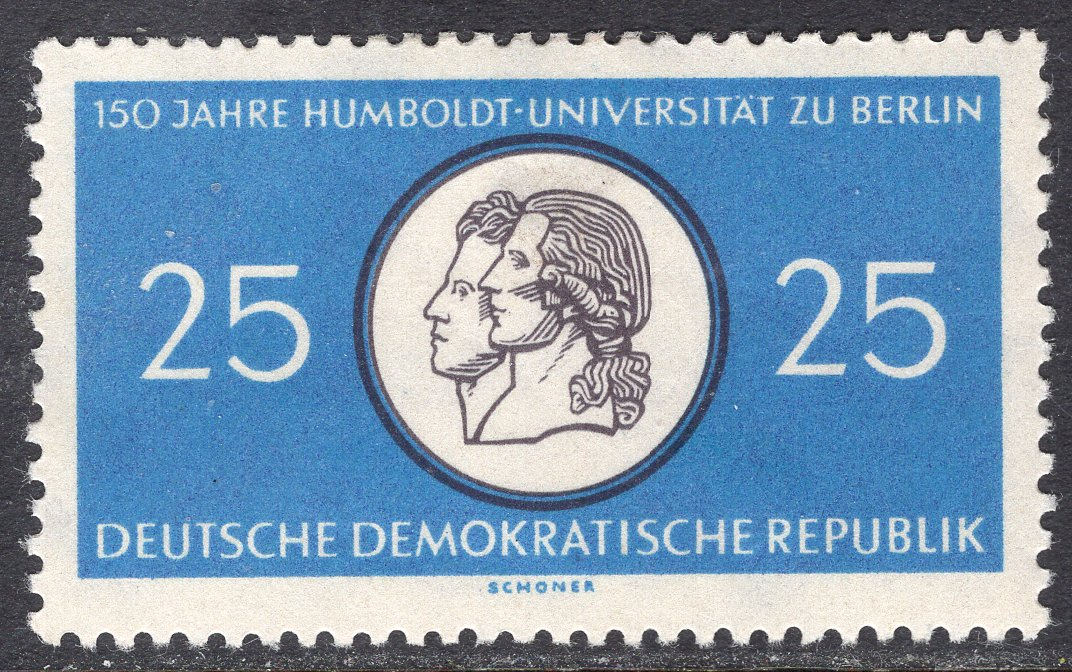 150 JAHRE HUMBOLDT-UNIVERSITÄT ZU BERLIN
25 25
DEUTSCHE DEMOKRATISCHE REPUBLIK
SCHONER